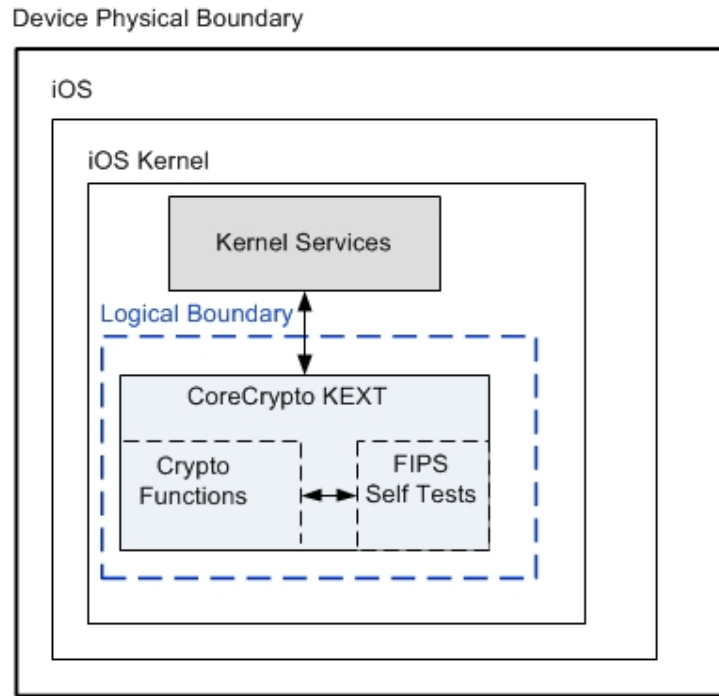 Device Physical Boundary
iOS
iOS Kernel
Kernel Services
Logical Boundary
CoreCrypto KEXT
Crypto
Functions
FIPS
Self Tests